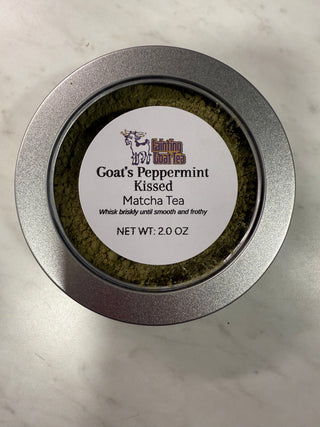 Fainting
Goat Tea
Goat's Peppermint
Kissed
Matcha Tea
Whisk briskly until smooth and frothy
NET WT: 2.0 OZ